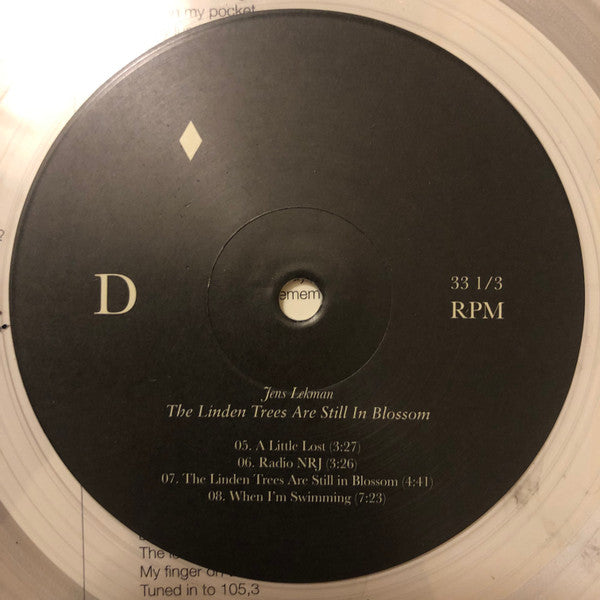 my pocket
D
33 1/3
RPM
emem
Jens Lekman
The Linden Trees Are Still In Blossom
05. A Little Lost (3:27)
06. Radio NRJ (3:26)
07. The Linden Trees Are Still in Blossom (4:41)
08. When I'm Swimming (7:23)
The
My finger on
Tuned in to 105,3